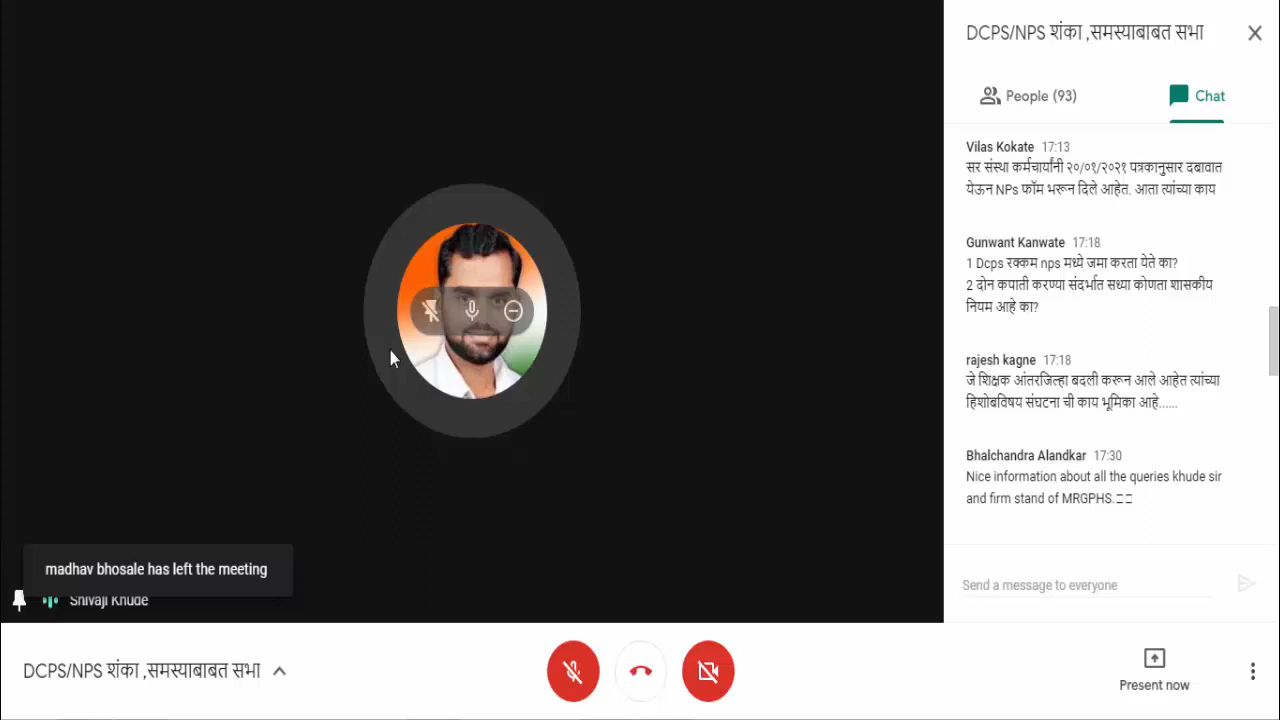 DCPS/NPS शंका ,समस्याबाबत सभा
People (93)
Chat
Vilas Kokate 17:13
सर संस्था कर्मचार्यांनी २०/०१/२०२१ पत्रकानुसार दबावात
येऊन NPs फॉम भरून दिले आहेत. आता त्यांच्या काय
Gunwant Kanwate 17:18
1 Dcps रक्कम nps मध्ये जमा करता येते का?
2 दोन कपाती करण्या संदर्भात सध्या कोणता शासकीय
नियम आहे का?
rajesh kagne 17:18
जे शिक्षक आंतरजिल्हा बदली करून आले आहेत त्यांच्या
हिशोबविषय संघटना ची काय भूमिका आहे......
Bhalchandra Alandkar 17:30
Nice information about all the queries khude sir
and firm stand of MRGPHS.
Send a message to everyone
madhav bhosale has left the meeting
Shivaji Khude
DCPS/NPS शंका ,समस्याबाबत सभा
Present now